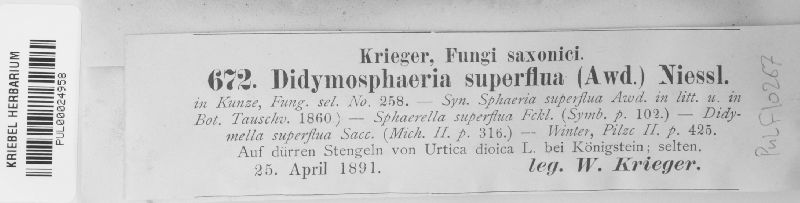 KRIEBEL HERBARIUM
PUL00024958
Krieger, Fungi saxonici.
672. Didymosphaeria superflua (Awd.) Niessl.
in Kunze, Fung. sel. No. 258. — Syn. Sphaeria superflua Awd. in litt. u. in
Bot. Tauschv. 1860) — Sphaerella superflua Fckl. (Symb. p. 102.) — Didy-
mella superflua Sacc. (Mich. II. p. 316.) — Winter, Pilze II. p. 425.
Auf dürren Stengeln von Urtica dioica L. bei Königstein; selten.
25. April 1891. leg. W. Krieger.
PulF10267